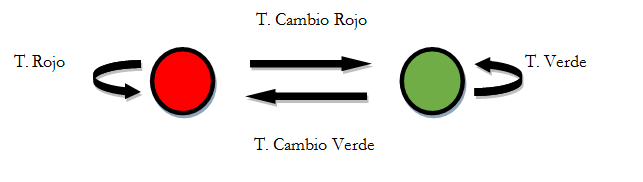 T. Cambio Rojo
T. Rojo
T. Verde
T. Cambio Verde